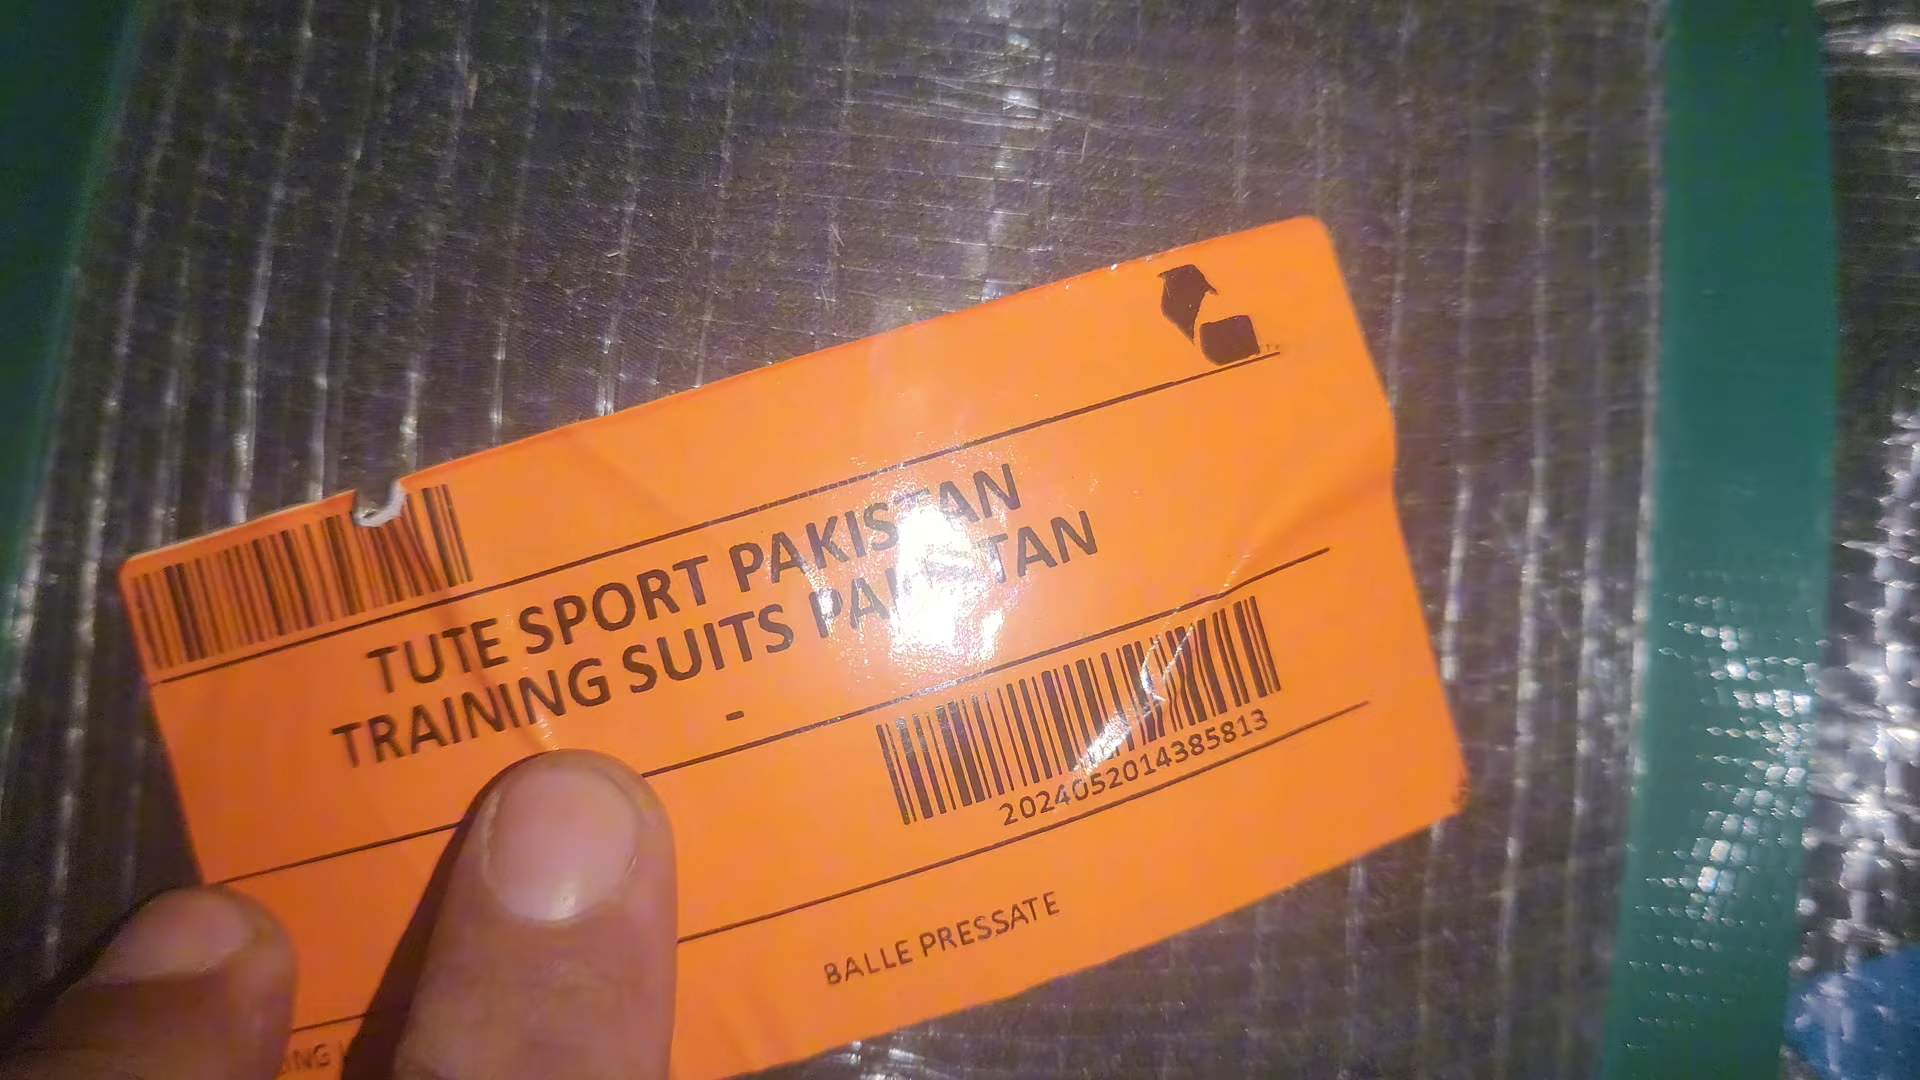 TUTE SPORT PAKISTAN
TRAINING SUITS PAKISTAN
-
2024052014385813
BALLE PRESSATE